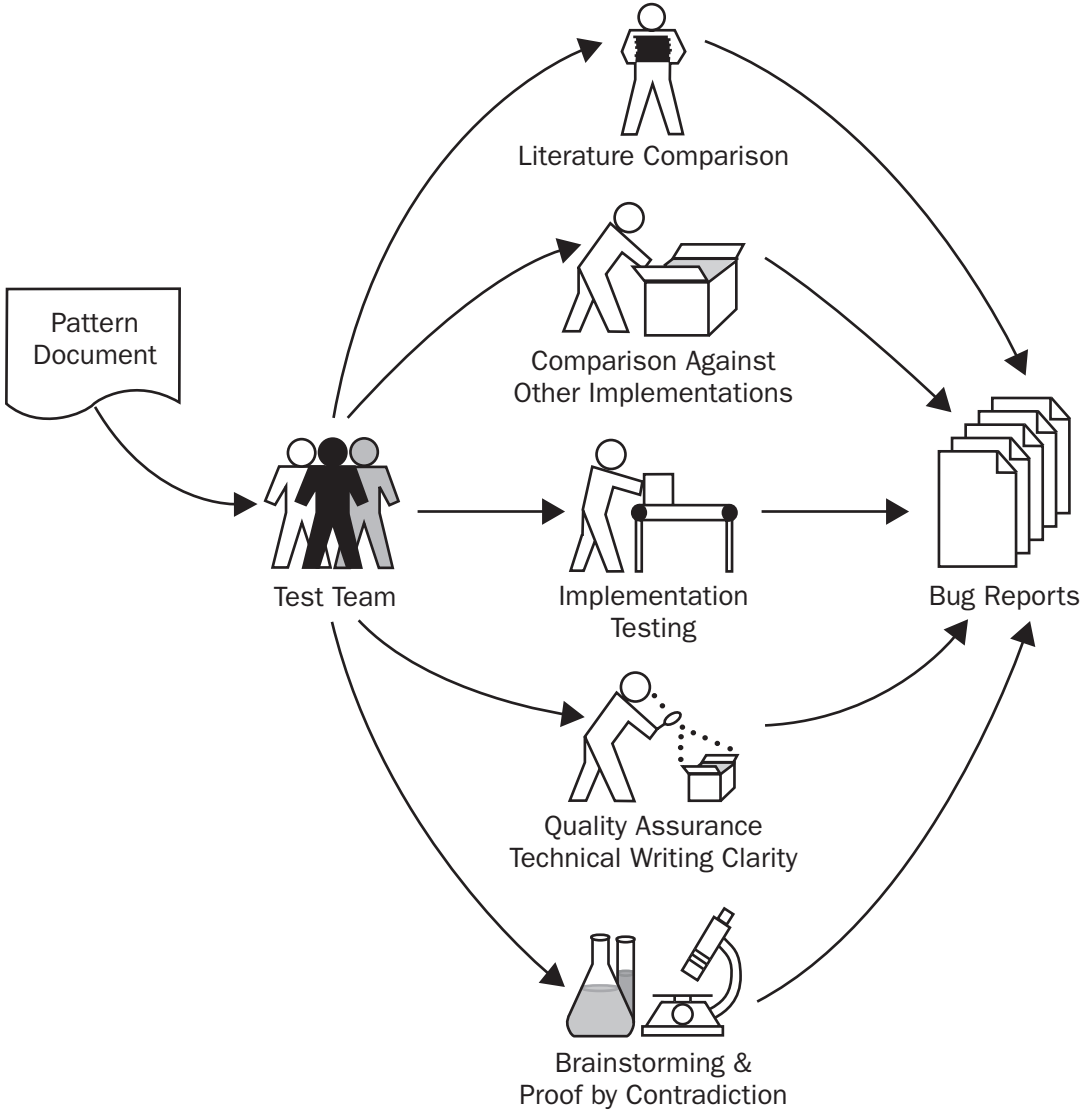 Literature Comparison
Pattern
Document
Comparison Against
Other Implementations
Test Team
Implementation
Testing
Bug Reports
Quality Assurance
Technical Writing Clarity
Brainstorming &
Proof by Contradiction